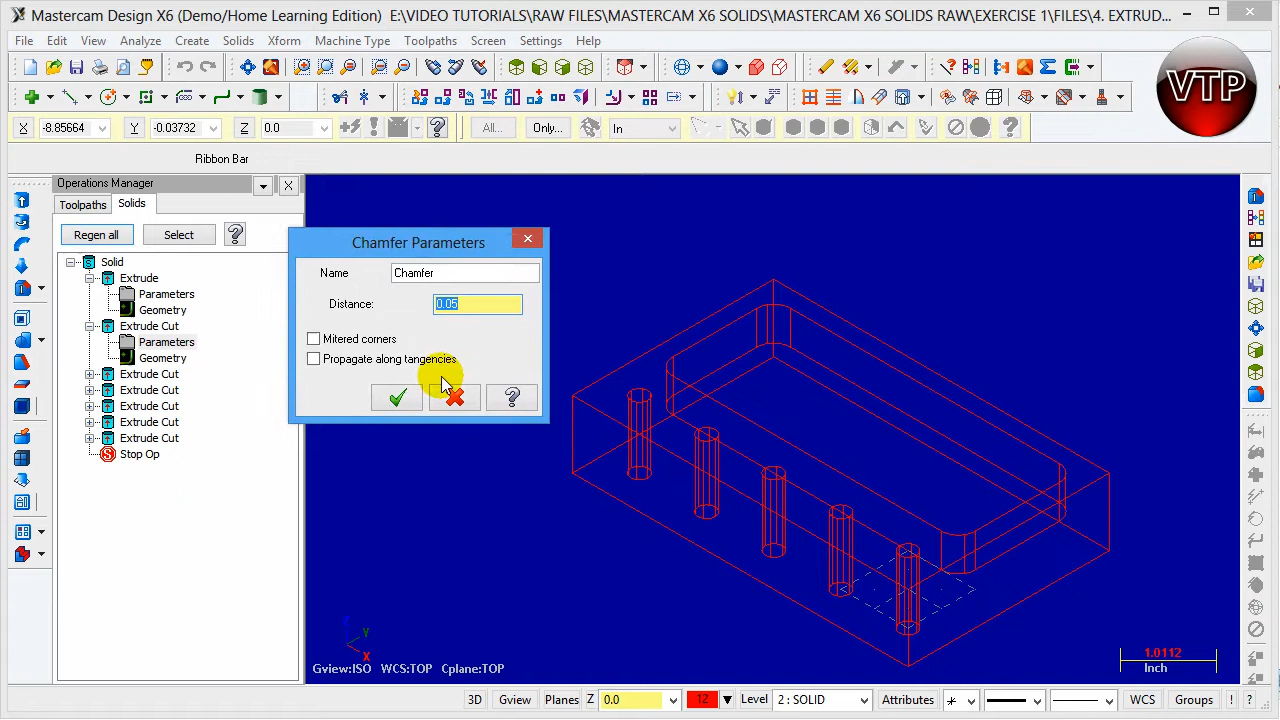 Mastercam Design X6 (Demo/Home Learning Edition) E:\VIDEO TUTORIALS\RAW FILES\MASTERCAM X6 SOLIDS\MASTERCAM X6 SOLIDS RAW\EXERCISE 1\FILES\4. EXTRUD...
File Edit View Analyze Create Solids Xform Machine Type Toolpaths Screen Settings Help
VTP
X -8.85664 Y -0.03732 Z 0.0 All... Only... In
Ribbon Bar
Operations Manager
Toolpaths Solids
Regen all Select
Solid
Extrude
Parameters
Geometry
Extrude Cut
Parameters
Geometry
Extrude Cut
Extrude Cut
Extrude Cut
Extrude Cut
Extrude Cut
Stop Op
Chamfer Parameters
Name Chamfer
Distance: 0.05
Mitered corners
Propagate along tangencies
Z
Y
X
Gview:ISO WCS:TOP Cplane:TOP
1.0112
Inch
3D Gview Planes Z 0.0 12 Level 2 : SOLID Attributes WCS Groups ! ?